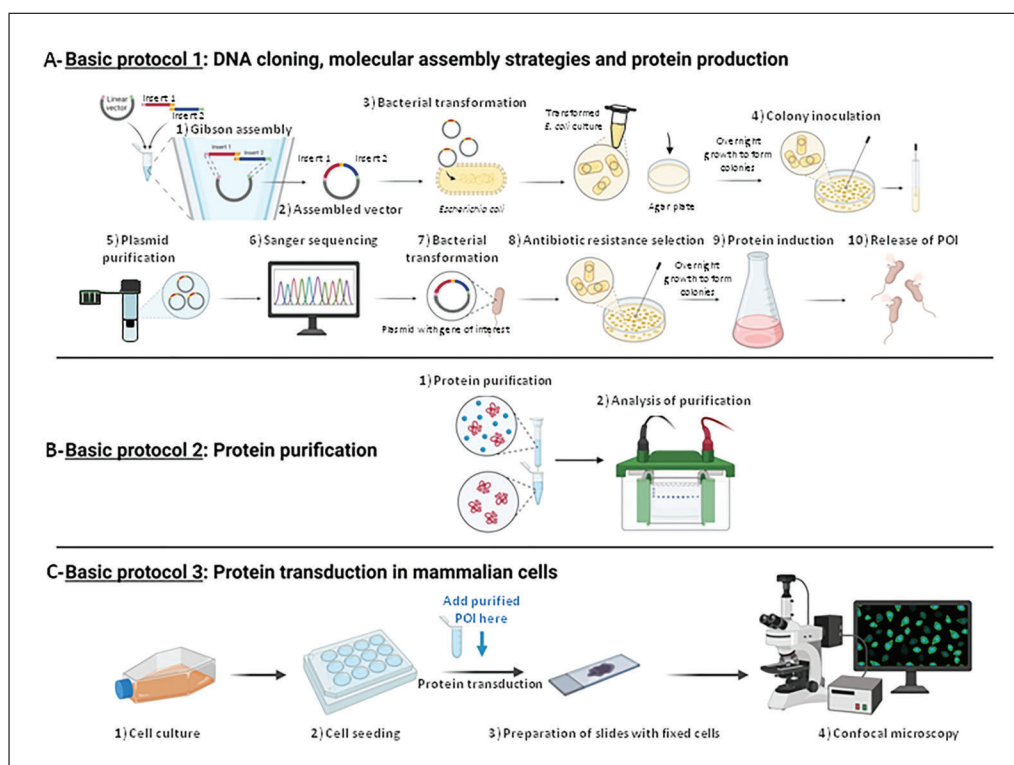 A-Basic protocol 1: DNA cloning, molecular assembly strategies and protein production
Linear
vector
Insert 1
Insert 2
1) Gibson assembly
Insert 1
Insert 2
Insert 1
Insert 2
2) Assembled vector
3) Bacterial transformation
Escherichia coli
Transformed
E. coli culture
Agar plate
Overnight
growth to form
colonies
4) Colony inoculation
5) Plasmid
purification
6) Sanger sequencing
7) Bacterial
transformation
Plasmid with gene of interest
8) Antibiotic resistance selection
Overnight
growth to form
colonies
9) Protein induction
10) Release of POI
B-Basic protocol 2: Protein purification
1) Protein purification
2) Analysis of purification
C-Basic protocol 3: Protein transduction in mammalian cells
1) Cell culture
2) Cell seeding
Add purified
POI here
Protein transduction
3) Preparation of slides with fixed cells
4) Confocal microscopy